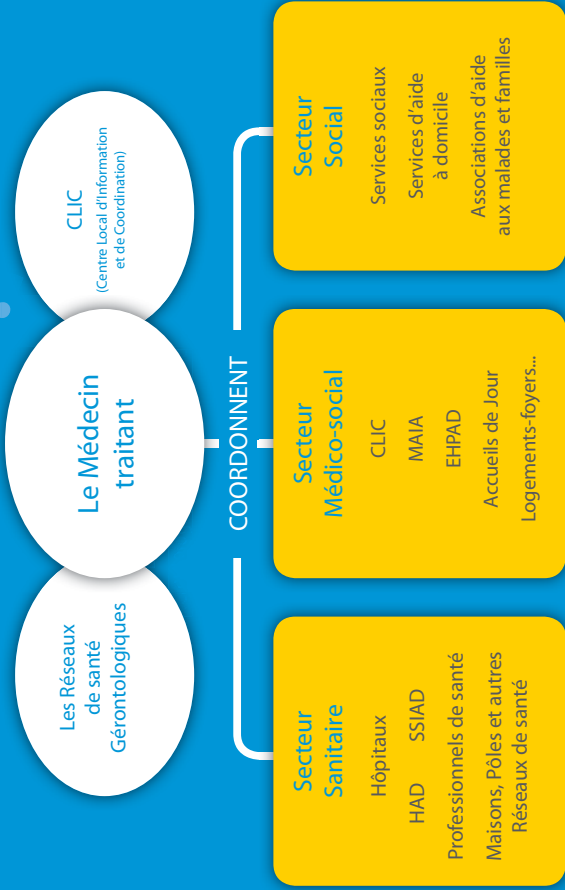 Les Réseaux
de santé
Gérontologiques
Le Médecin
traitant
CLIC
(Centre Local d'Information
et de Coordination)
COORDONNENT
Secteur
Sanitaire
Hôpitaux
HAD SSIAD
Professionnels de santé
Maisons, Pôles et autres
Réseaux de santé
Secteur
Médico-social
CLIC
MAIA
EHPAD
Accueils de Jour
Logements-foyers...
Secteur
Social
Services sociaux
Services d'aide
à domicile
Associations d'aide
aux malades et familles